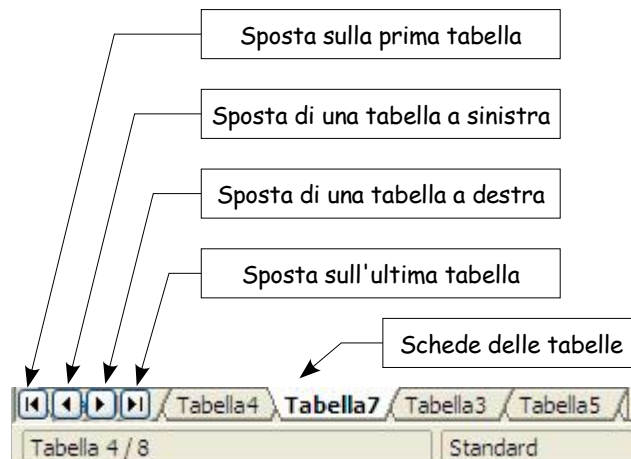 Sposta sulla prima tabella
Sposta di una tabella a sinistra
Sposta di una tabella a destra
Sposta sull'ultima tabella
Schede delle tabelle
Tabella4 Tabella7 Tabella3 Tabella5
Tabella 4 / 8 Standard